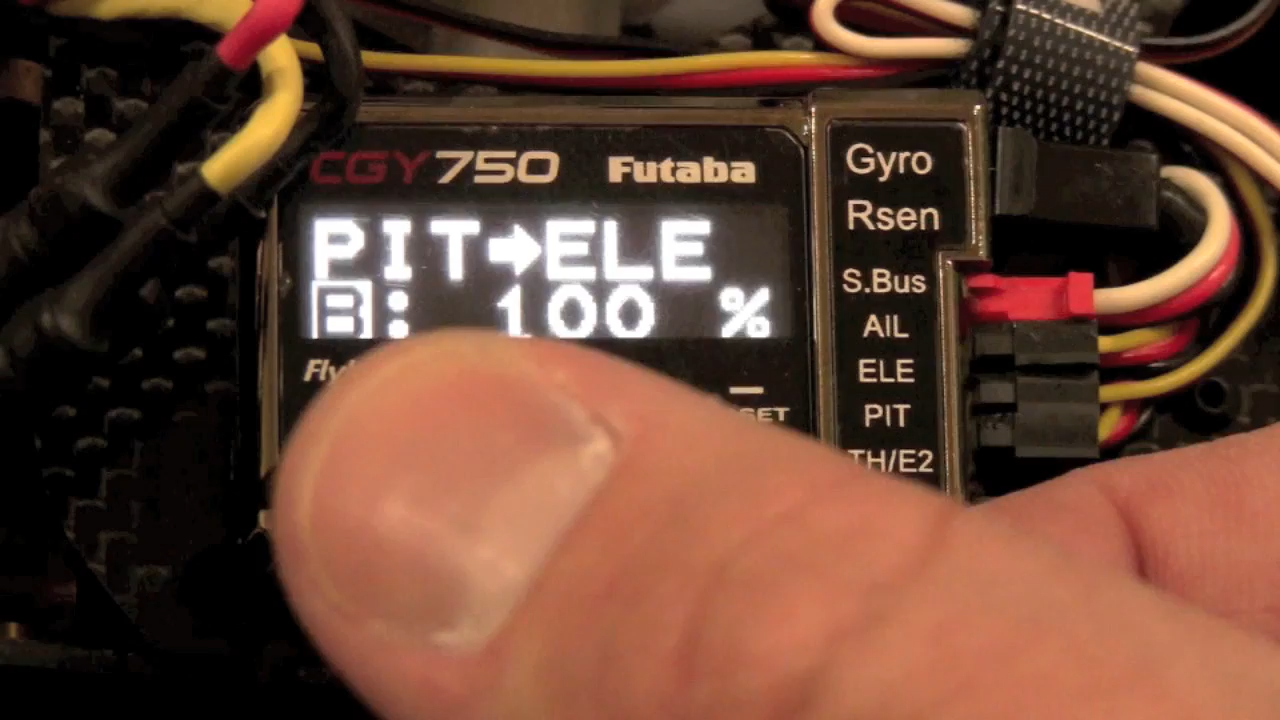 CGY750 Futaba
PIT➡ELE
B: 100 %
Gyro
Rsen
S.Bus
AIL
ELE
PIT
TH/E2